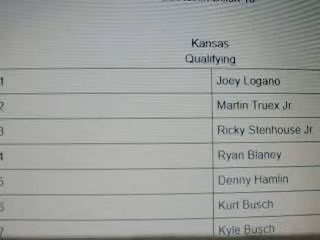 Kansas
Qualifying
1 Joey Logano
2 Martin Truex Jr.
3 Ricky Stenhouse Jr
4 Ryan Blaney
5 Denny Hamlin
6 Kurt Busch
7 Kyle Busch